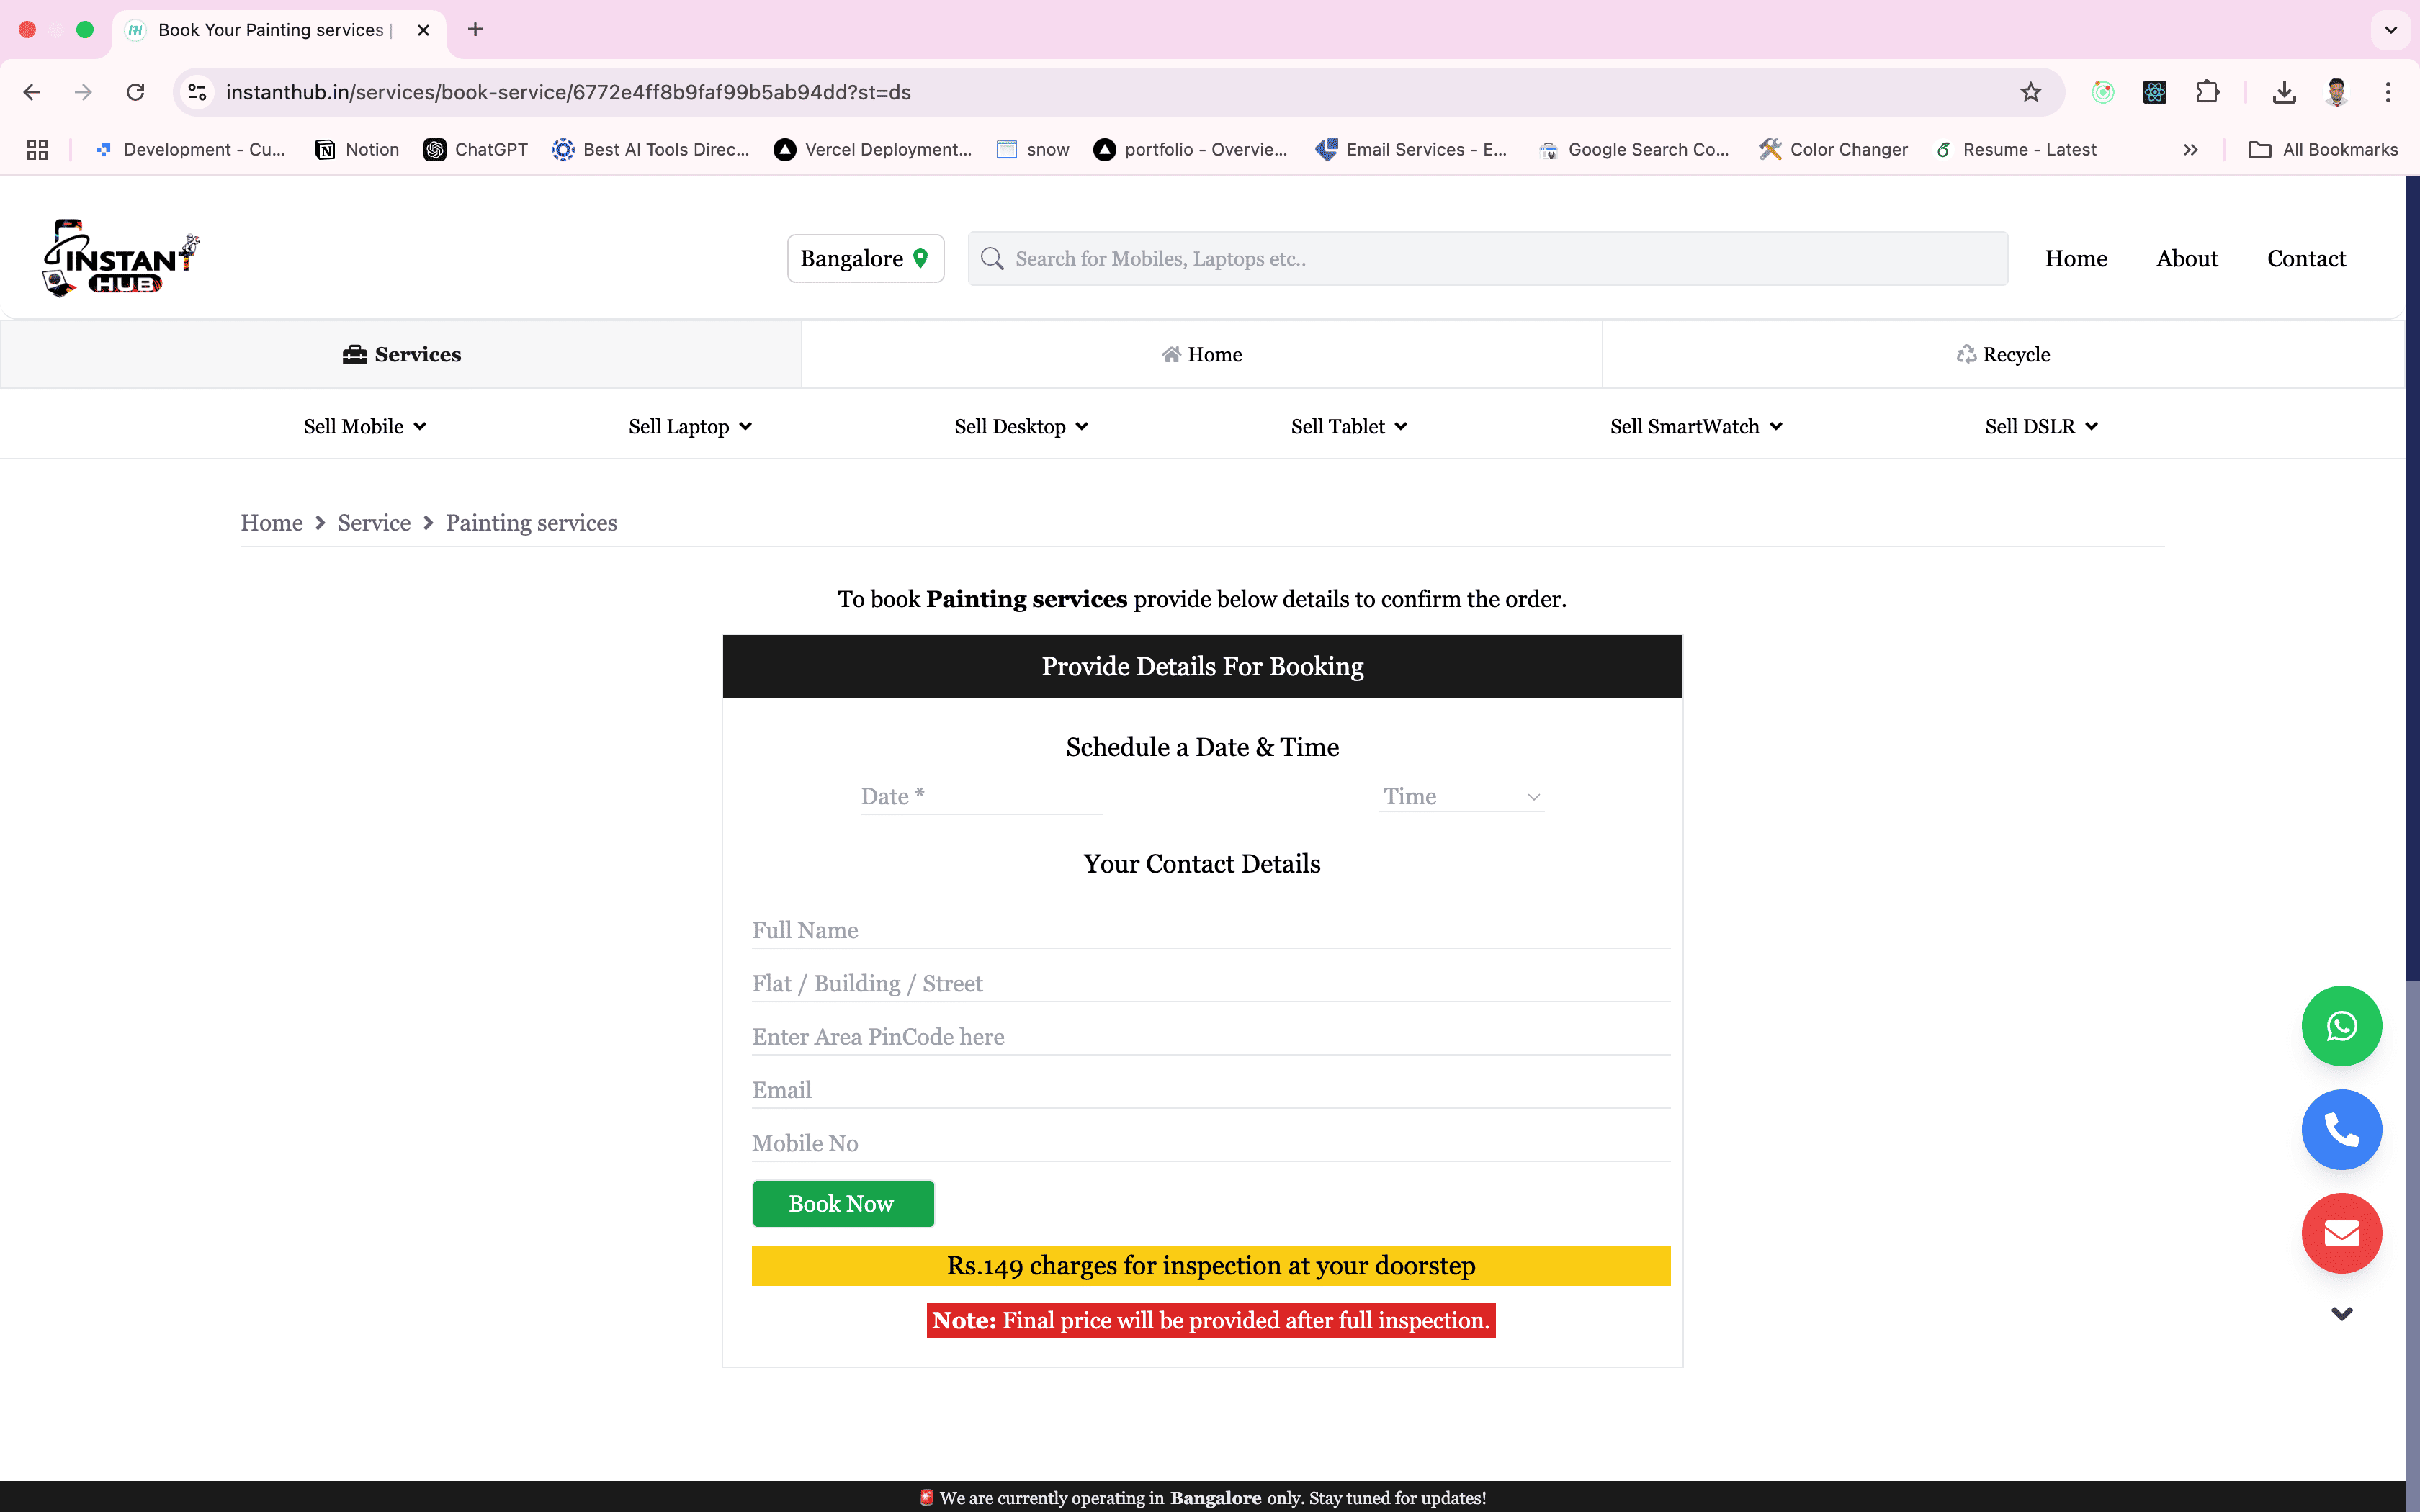 Book Your Painting services |
instanthub.in/services/book-service/6772e4ff8b9faf99b5ab94dd?st=ds
Development - Cu... Notion ChatGPT Best AI Tools Direc... Vercel Deployment... snow portfolio - Overvie... Email Services - E... Google Search Co... Color Changer Resume - Latest All Bookmarks
INSTANT
HUB
Bangalore
Search for Mobiles, Laptops etc..
Home About Contact
Services Home Recycle
Sell Mobile Sell Laptop Sell Desktop Sell Tablet Sell SmartWatch Sell DSLR
Home > Service > Painting services
To book Painting services provide below details to confirm the order.
Provide Details For Booking
Schedule a Date & Time
Date * Time
Your Contact Details
Full Name
Flat / Building / Street
Enter Area PinCode here
Email
Mobile No
Book Now
Rs.149 charges for inspection at your doorstep
Note: Final price will be provided after full inspection.
🚨 We are currently operating in Bangalore only. Stay tuned for updates!